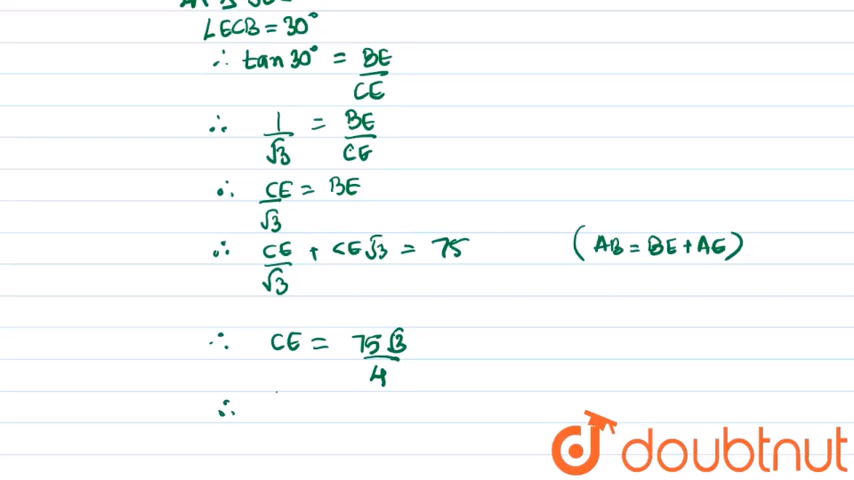 ∠ECB = 30°
∴ tan 30° = BE/CE
∴ 1/√3 = BE/CE
∴ CE/√3 = BE
∴ CE/√3 + CE√3 = 75 (AB = BE + AE)
∴ CE = 75√3/4
∴
doubtnut